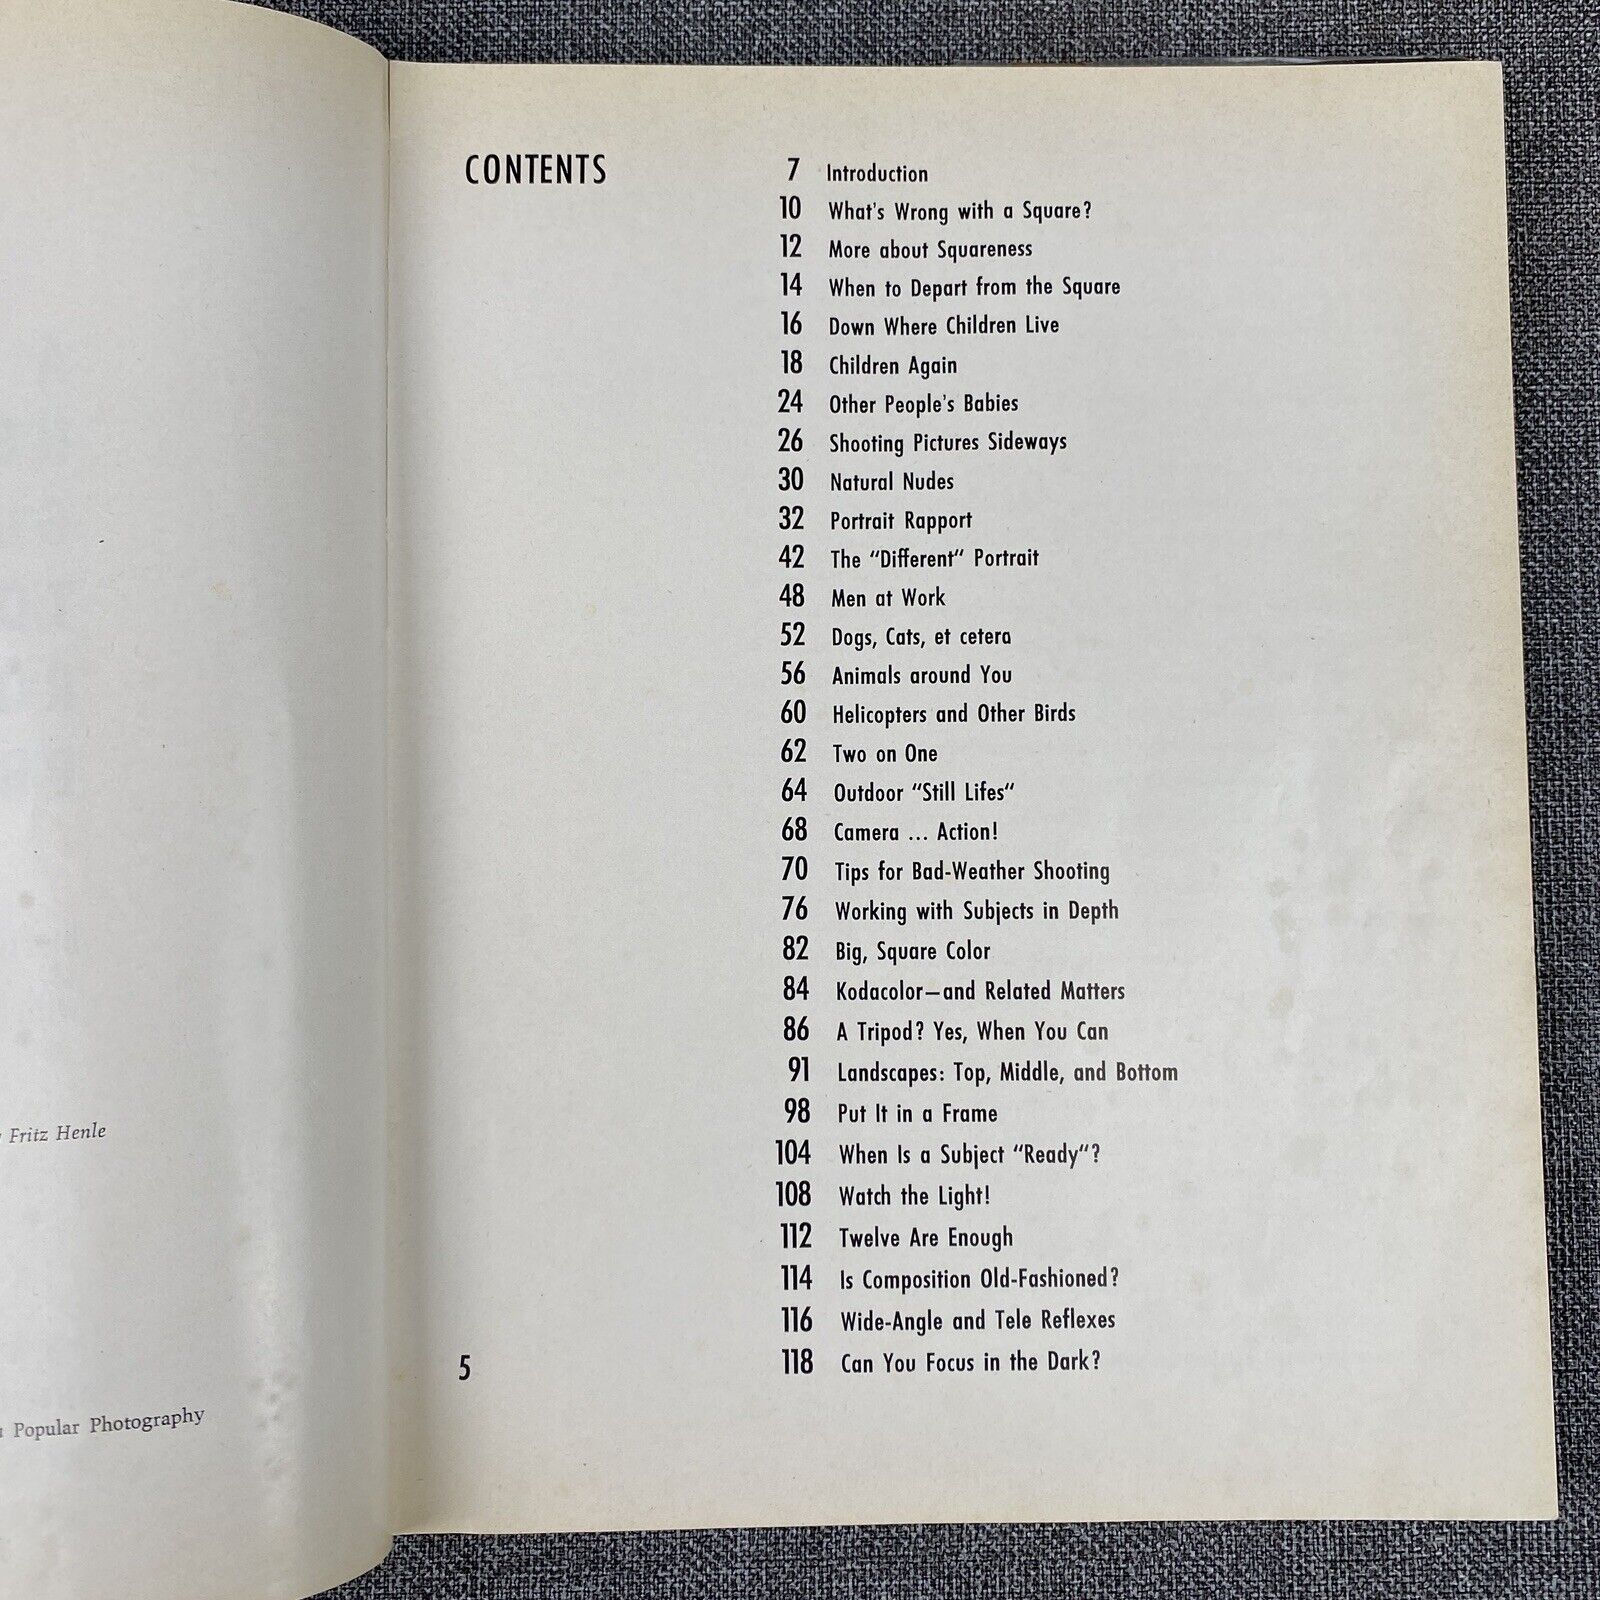 Fritz Henle
Popular Photography
CONTENTS
7 Introduction
10 What's Wrong with a Square?
12 More about Squareness
14 When to Depart from the Square
16 Down Where Children Live
18 Children Again
24 Other People's Babies
26 Shooting Pictures Sideways
30 Natural Nudes
32 Portrait Rapport
42 The “Different“ Portrait
48 Men at Work
52 Dogs, Cats, et cetera
56 Animals around You
60 Helicopters and Other Birds
62 Two on One
64 Outdoor “Still Lifes“
68 Camera ... Action!
70 Tips for Bad-Weather Shooting
76 Working with Subjects in Depth
82 Big, Square Color
84 Kodacolor—and Related Matters
86 A Tripod? Yes, When You Can
91 Landscapes: Top, Middle, and Bottom
98 Put It in a Frame
104 When Is a Subject “Ready“?
108 Watch the Light!
112 Twelve Are Enough
114 Is Composition Old-Fashioned?
116 Wide-Angle and Tele Reflexes
118 Can You Focus in the Dark?
5